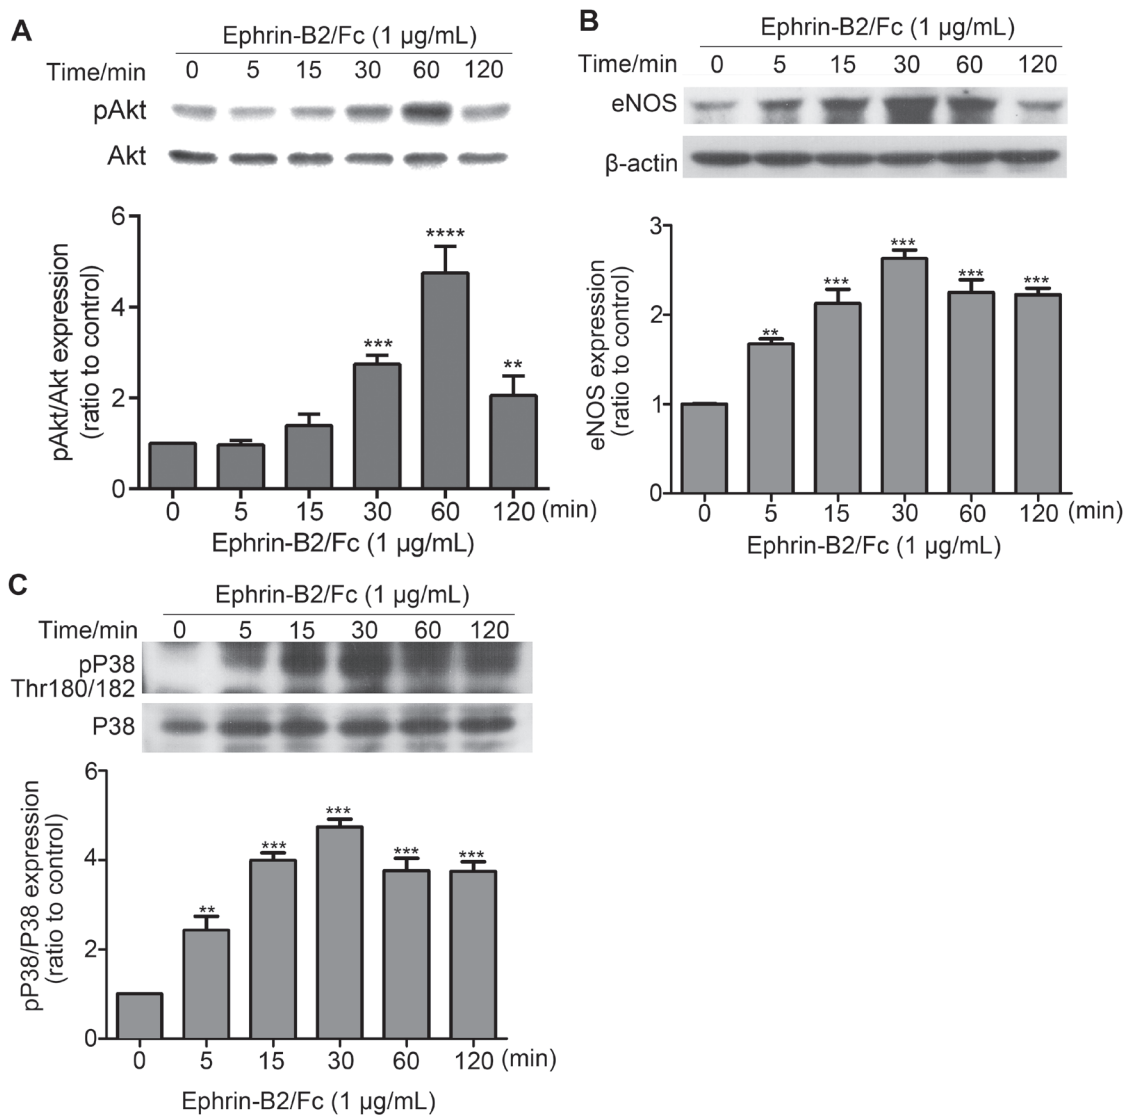 A
Ephrin-B2/Fc (1 µg/mL)
Time/min 0 5 15 30 60 120
pAkt
Akt
6
4
2
0
pAkt/Akt expression
(ratio to control)
***
****
**
0 5 15 30 60 120 (min)
Ephrin-B2/Fc (1 µg/mL)
B
Ephrin-B2/Fc (1 µg/mL)
Time/min 0 5 15 30 60 120
eNOS
β-actin
3
2
1
0
eNOS expression
(ratio to control)
**
***
***
***
***
0 5 15 30 60 120 (min)
Ephrin-B2/Fc (1 µg/mL)
C
Ephrin-B2/Fc (1 µg/mL)
Time/min 0 5 15 30 60 120
pP38
Thr180/182
P38
6
4
2
0
pP38/P38 expression
(ratio to control)
**
***
***
***
***
0 5 15 30 60 120 (min)
Ephrin-B2/Fc (1 µg/mL)